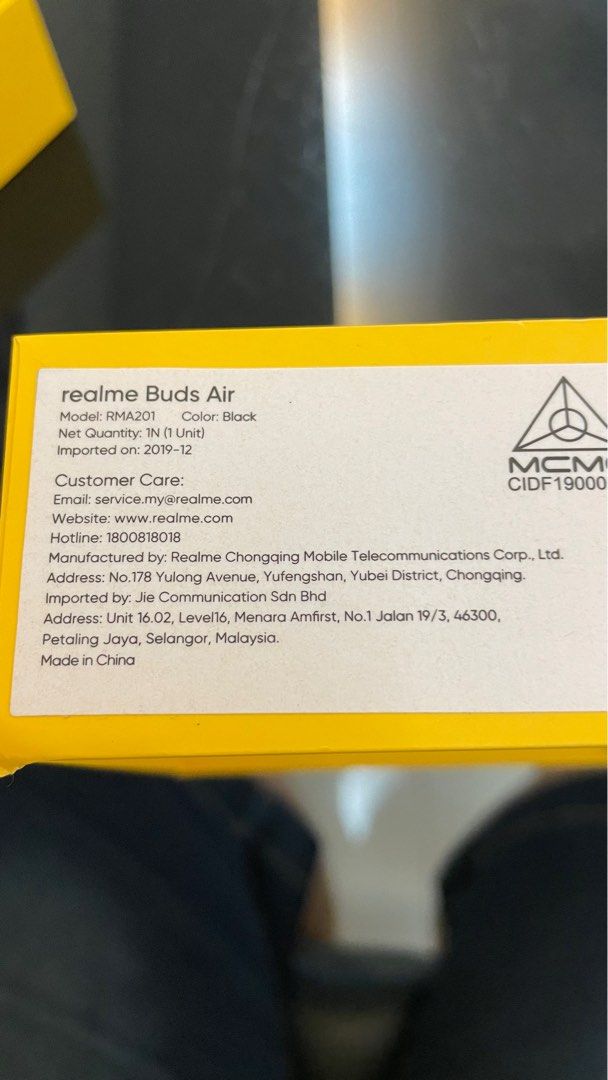 realme Buds Air
Model: RMA201 Color: Black
Net Quantity: 1N (1 Unit)
Imported on: 2019-12
Customer Care:
Email: service.my@realme.com
Website: www.realme.com
Hotline: 1800818018
Manufactured by: Realme Chongqing Mobile Telecommunications Corp., Ltd.
Address: No.178 Yulong Avenue, Yufengshan, Yubei District, Chongqing.
Imported by: Jie Communication Sdn Bhd
Address: Unit 16.02, Level16, Menara Amfirst, No.1 Jalan 19/3, 46300,
Petaling Jaya, Selangor, Malaysia.
Made in China
MCM
CIDF19000